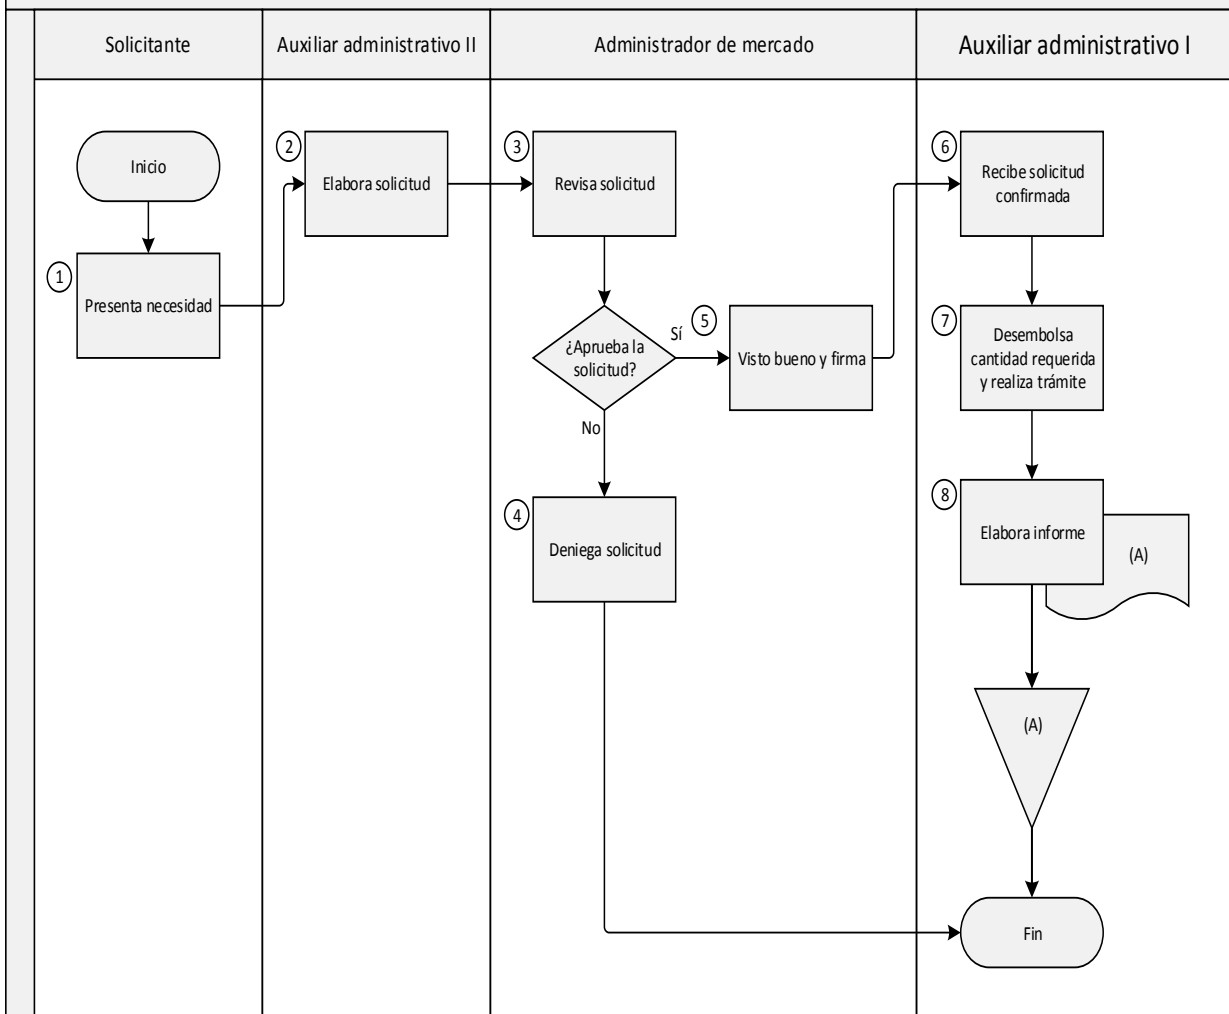 Solicitante
Auxiliar administrativo II
Administrador de mercado
Auxiliar administrativo I
Inicio
1
Presenta necesidad
2
Elabora solicitud
3
Revisa solicitud
¿Aprueba la
solicitud?
Sí
No
4
Deniega solicitud
5
Visto bueno y firma
6
Recibe solicitud
confirmada
7
Desembolsa
cantidad requerida
y realiza trámite
8
Elabora informe
(A)
(A)
Fin